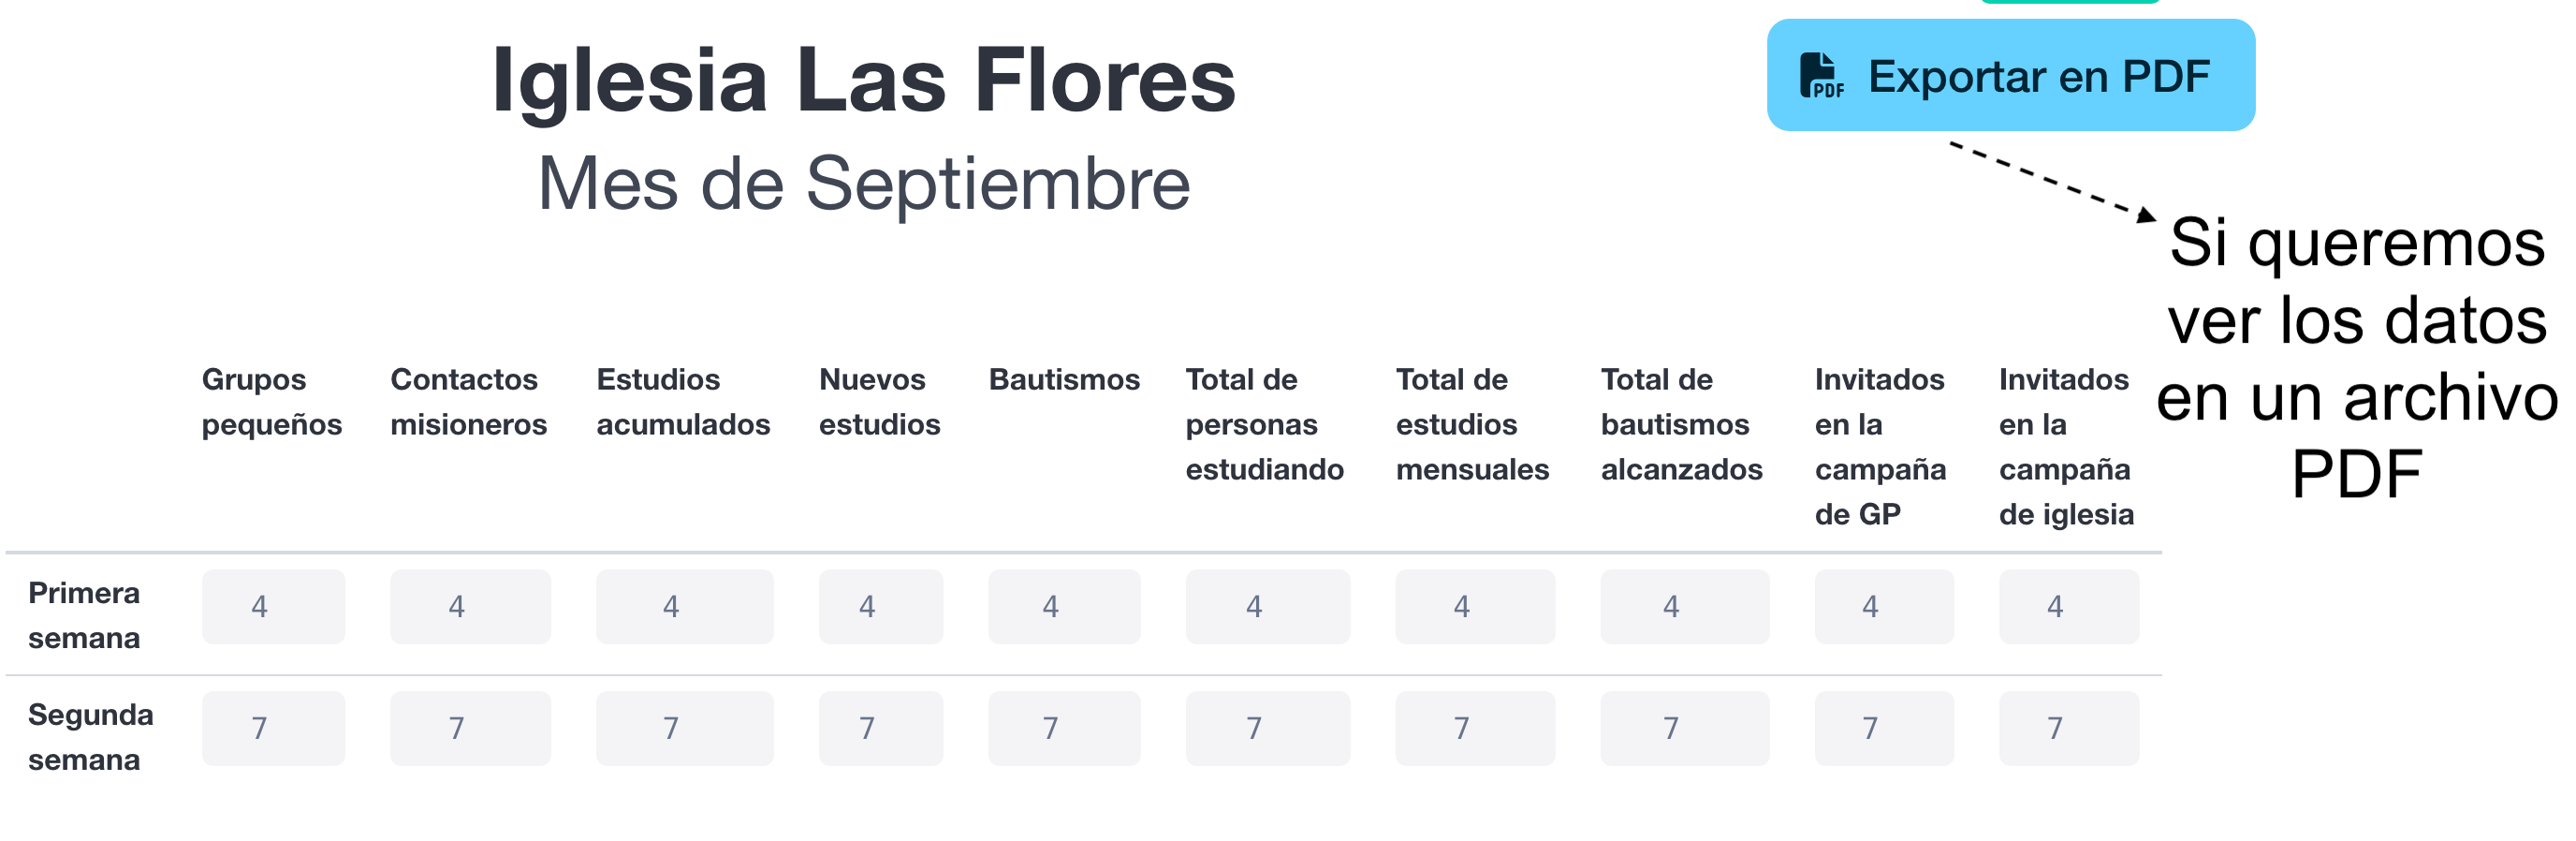 Iglesia Las Flores
Mes de Septiembre
PDF Exportar en PDF
Si queremos
ver los datos
en un archivo
PDF
Grupos pequeños
Contactos misioneros
Estudios acumulados
Nuevos estudios
Bautismos
Total de personas estudiando
Total de estudios mensuales
Total de bautismos alcanzados
Invitados en la campaña de GP
Invitados en la campaña de iglesia
Primera semana 4 4 4 4 4 4 4 4 4 4
Segunda semana 7 7 7 7 7 7 7 7 7 7